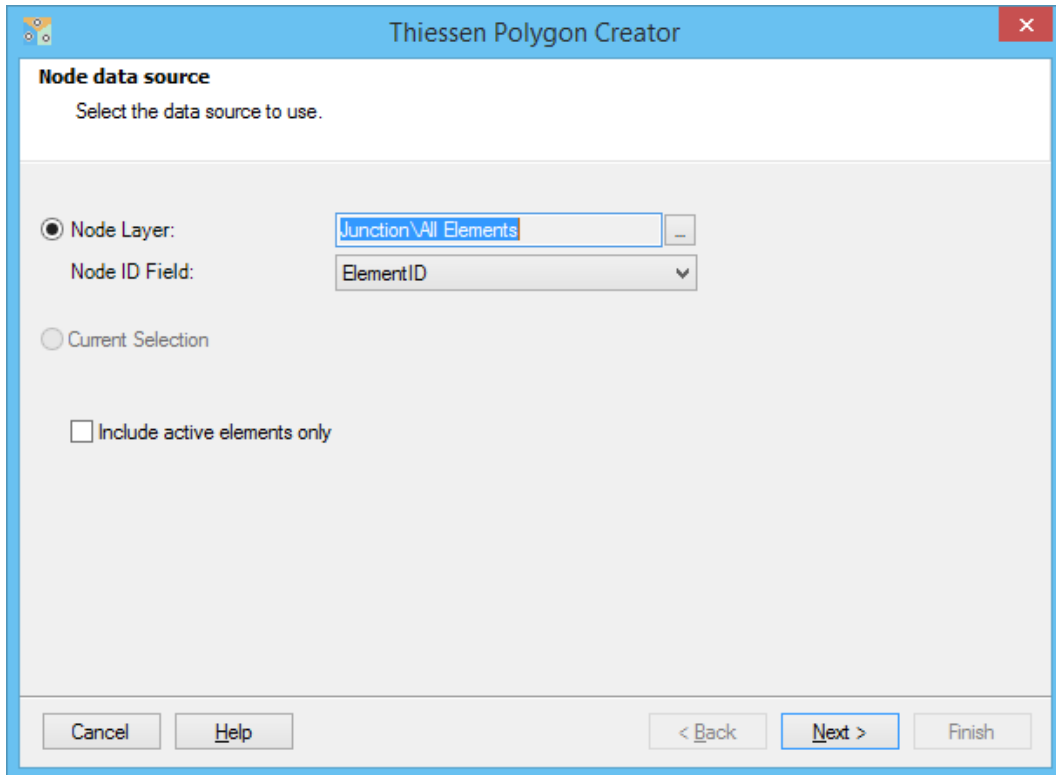 Thiessen Polygon Creator
Node data source
Select the data source to use.
Node Layer: Junction\All Elements ...
Node ID Field: ElementID
Current Selection
Include active elements only
Cancel Help < Back Next > Finish